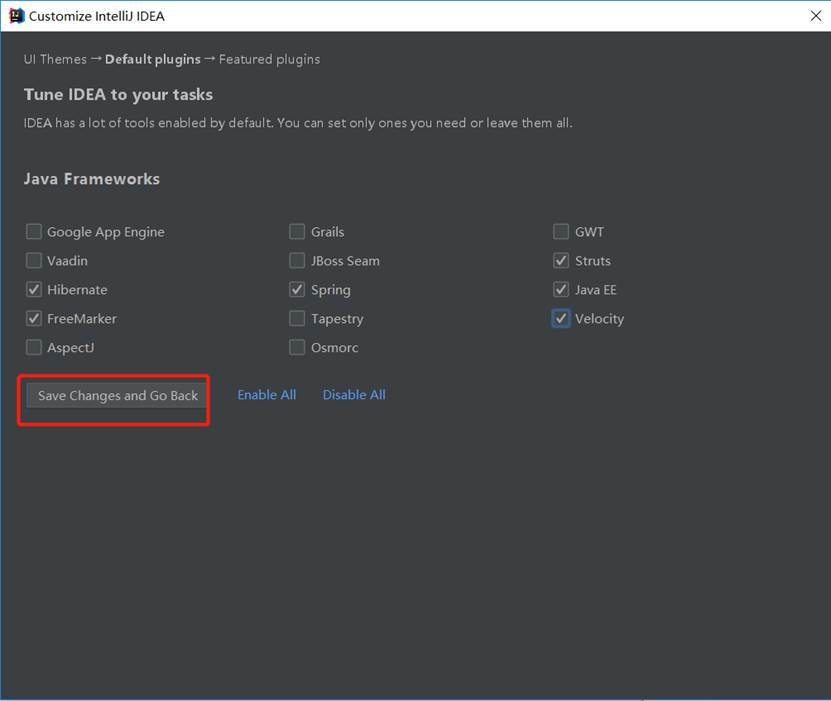 Customize IntelliJ IDEA
UI Themes → Default plugins → Featured plugins
Tune IDEA to your tasks
IDEA has a lot of tools enabled by default. You can set only ones you need or leave them all.
Java Frameworks
Google App Engine Grails GWT
Vaadin JBoss Seam Struts
Hibernate Spring Java EE
FreeMarker Tapestry Velocity
AspectJ Osmorc
Save Changes and Go Back Enable All Disable All